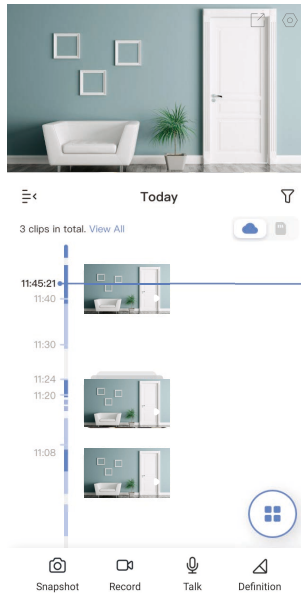 Today
3 clips in total. View All
11:45:21
11:40
11:30
11:24
11:20
11:08
Snapshot Record Talk Definition